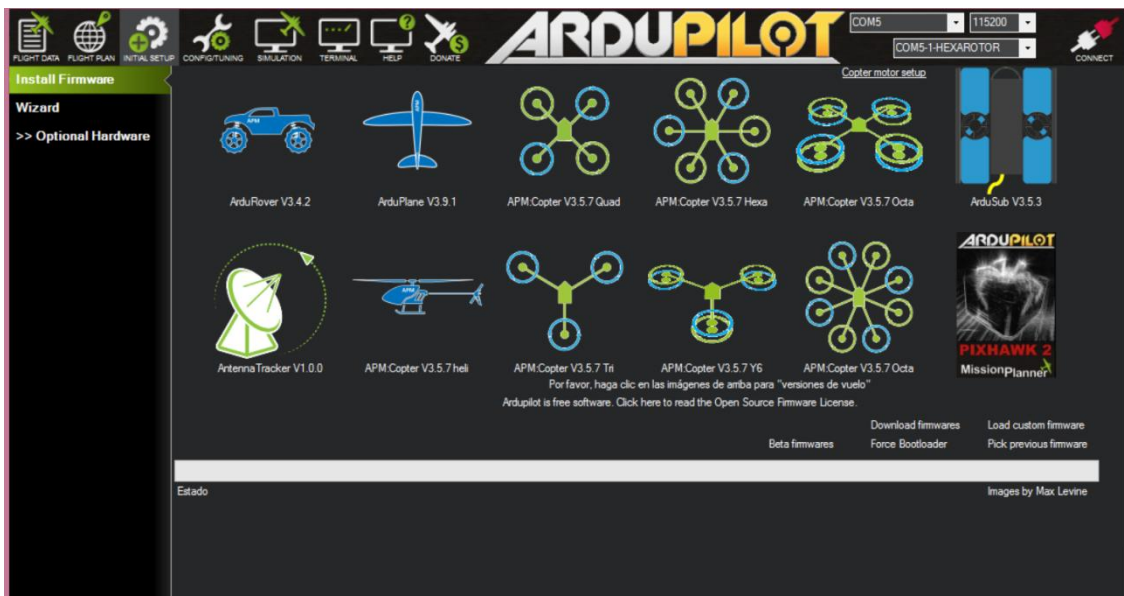 FLIGHT DATA FLIGHT PLAN INITIAL SETUP CONFIG/TUNING SIMULATION TERMINAL HELP DONATE
ARDUPILOT
COM5 115200
COM5-1-HEXAROTOR
CONNECT
Install Firmware
Wizard
>> Optional Hardware
Copter motor setup
APM
ArduRover V3.4.2 ArduPlane V3.9.1 APM:Copter V3.5.7 Quad APM:Copter V3.5.7 Hexa APM:Copter V3.5.7 Octa ArduSub V3.5.3
ARDUPILOT
APM
PIXHAWK 2
MissionPlanner
AntennaTracker V1.0.0 APM:Copter V3.5.7 heli APM:Copter V3.5.7 Tri APM:Copter V3.5.7 Y6 APM:Copter V3.5.7 Octa
Por favor, haga clic en las imágenes de arriba para "versiones de vuelo"
Ardupilot is free software. Click here to read the Open Source Firmware License.
Download firmwares Load custom firmware
Beta firmwares Force Bootloader Pick previous firmware
Estado Images by Max Levine